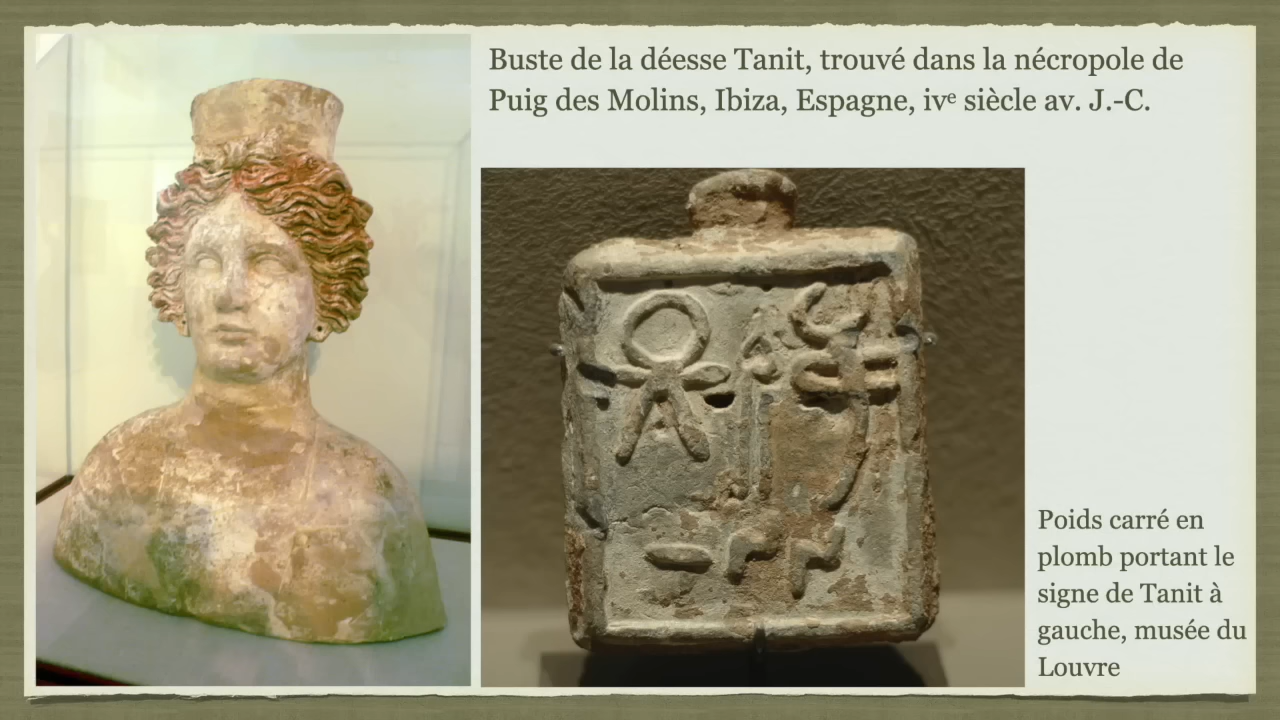 Buste de la déesse Tanit, trouvé dans la nécropole de
Puig des Molins, Ibiza, Espagne, ivᵉ siècle av. J.-C.
Poids carré en
plomb portant le
signe de Tanit à
gauche, musée du
Louvre